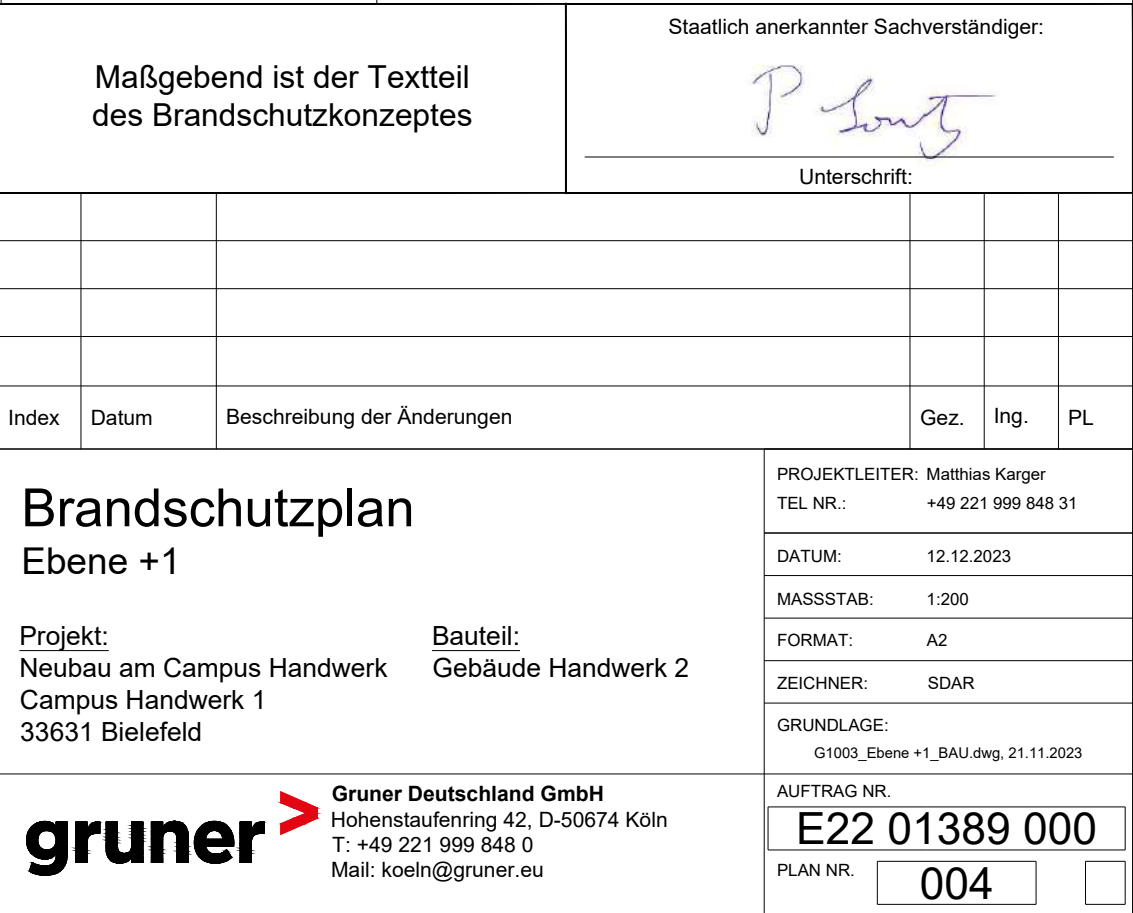 Maßgebend ist der Textteil
des Brandschutzkonzeptes
Staatlich anerkannter Sachverständiger:
Unterschrift:
Index Datum Beschreibung der Änderungen Gez. Ing. PL
Brandschutzplan
Ebene +1
Projekt:
Neubau am Campus Handwerk
Campus Handwerk 1
33631 Bielefeld
Bauteil:
Gebäude Handwerk 2
PROJEKTLEITER: Matthias Karger
TEL NR.: +49 221 999 848 31
DATUM: 12.12.2023
MASSSTAB: 1:200
FORMAT: A2
ZEICHNER: SDAR
GRUNDLAGE:
G1003_Ebene +1_BAU.dwg, 21.11.2023
gruner
Gruner Deutschland GmbH
Hohenstaufenring 42, D-50674 Köln
T: +49 221 999 848 0
Mail: koeln@gruner.eu
AUFTRAG NR.
E22 01389 000
PLAN NR. 004